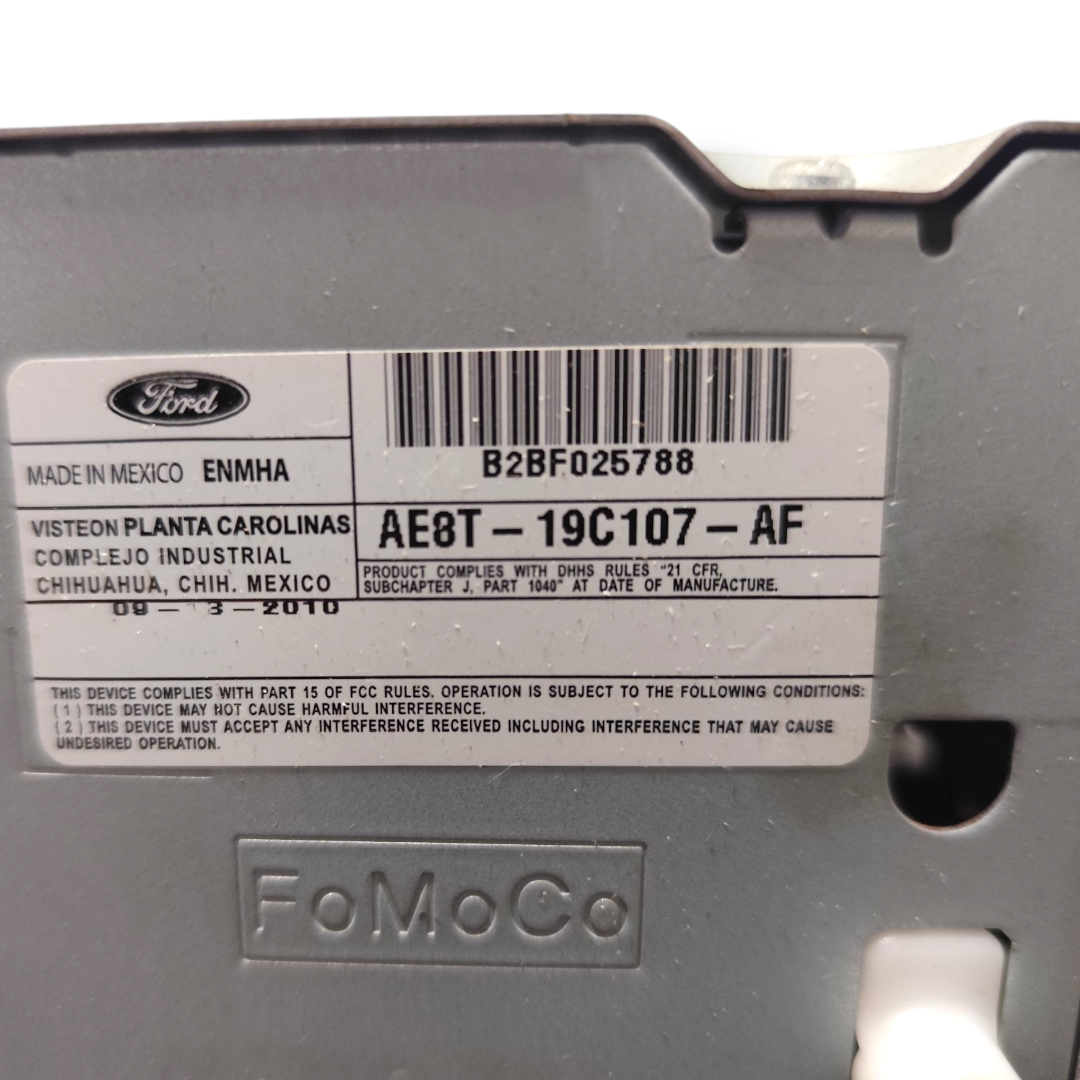 Ford
MADE IN MEXICO ENMHA
B2BF025788
VISTEON PLANTA CAROLINAS
COMPLEJO INDUSTRIAL
CHIHUAHUA, CHIH. MEXICO
AE8T-19C107-AF
PRODUCT COMPLIES WITH DHHS RULES "21 CFR,
SUBCHAPTER J, PART 1040" AT DATE OF MANUFACTURE.
THIS DEVICE COMPLIES WITH PART 15 OF FCC RULES. OPERATION IS SUBJECT TO THE FOLLOWING CONDITIONS:
(1) THIS DEVICE MAY NOT CAUSE HARMFUL INTERFERENCE.
(2) THIS DEVICE MUST ACCEPT ANY INTERFERENCE RECEIVED INCLUDING INTERFERENCE THAT MAY CAUSE
UNDESIRED OPERATION.
FoMoCo